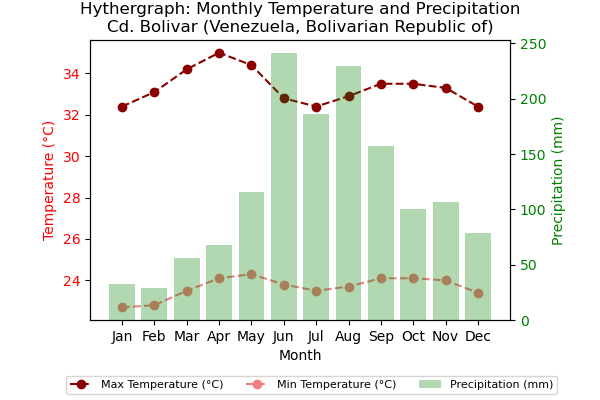 Hythergraph: Monthly Temperature and Precipitation
Cd. Bolivar (Venezuela, Bolivarian Republic of)
Temperature (°C)
34
32
30
28
26
24
250
200
150
100
50
0
Precipitation (mm)
Jan Feb Mar Apr May Jun Jul Aug Sep Oct Nov Dec
Month
Max Temperature (°C) Min Temperature (°C) Precipitation (mm)